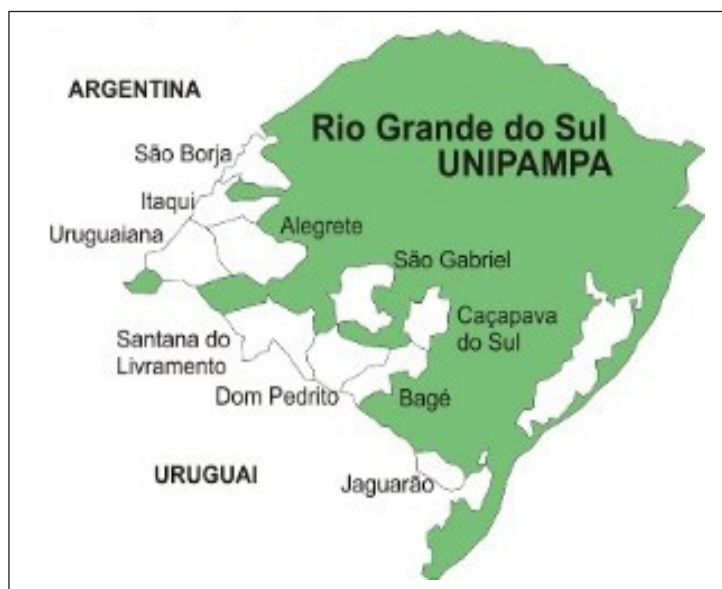 ARGENTINA
Rio Grande do Sul
UNIPAMPA
São Borja
Itaqui
Uruguaiana
Alegrete
São Gabriel
Caçapava
do Sul
Santana do
Livramento
Dom Pedrito
Bagé
URUGUAI
Jaguarão